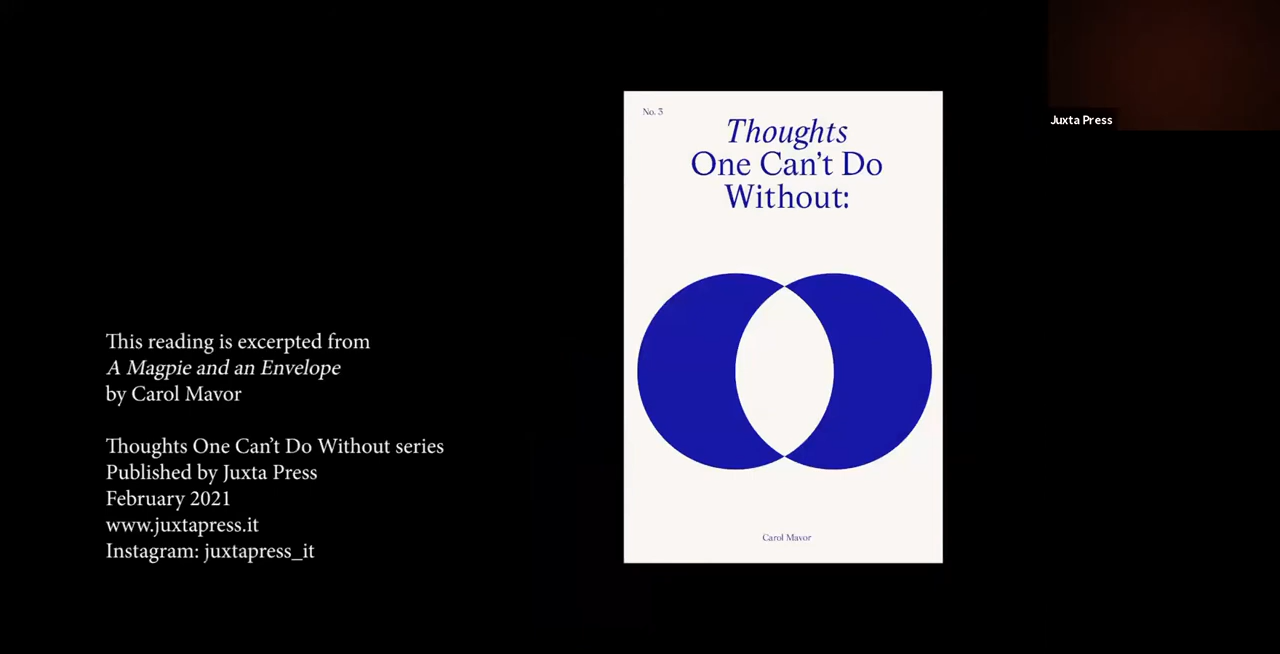 This reading is excerpted from
A Magpie and an Envelope
by Carol Mavor
Thoughts One Can't Do Without series
Published by Juxta Press
February 2021
www.juxtapress.it
Instagram: juxtapress_it
No. 3
Thoughts
One Can't Do
Without:
Carol Mavor
Juxta Press